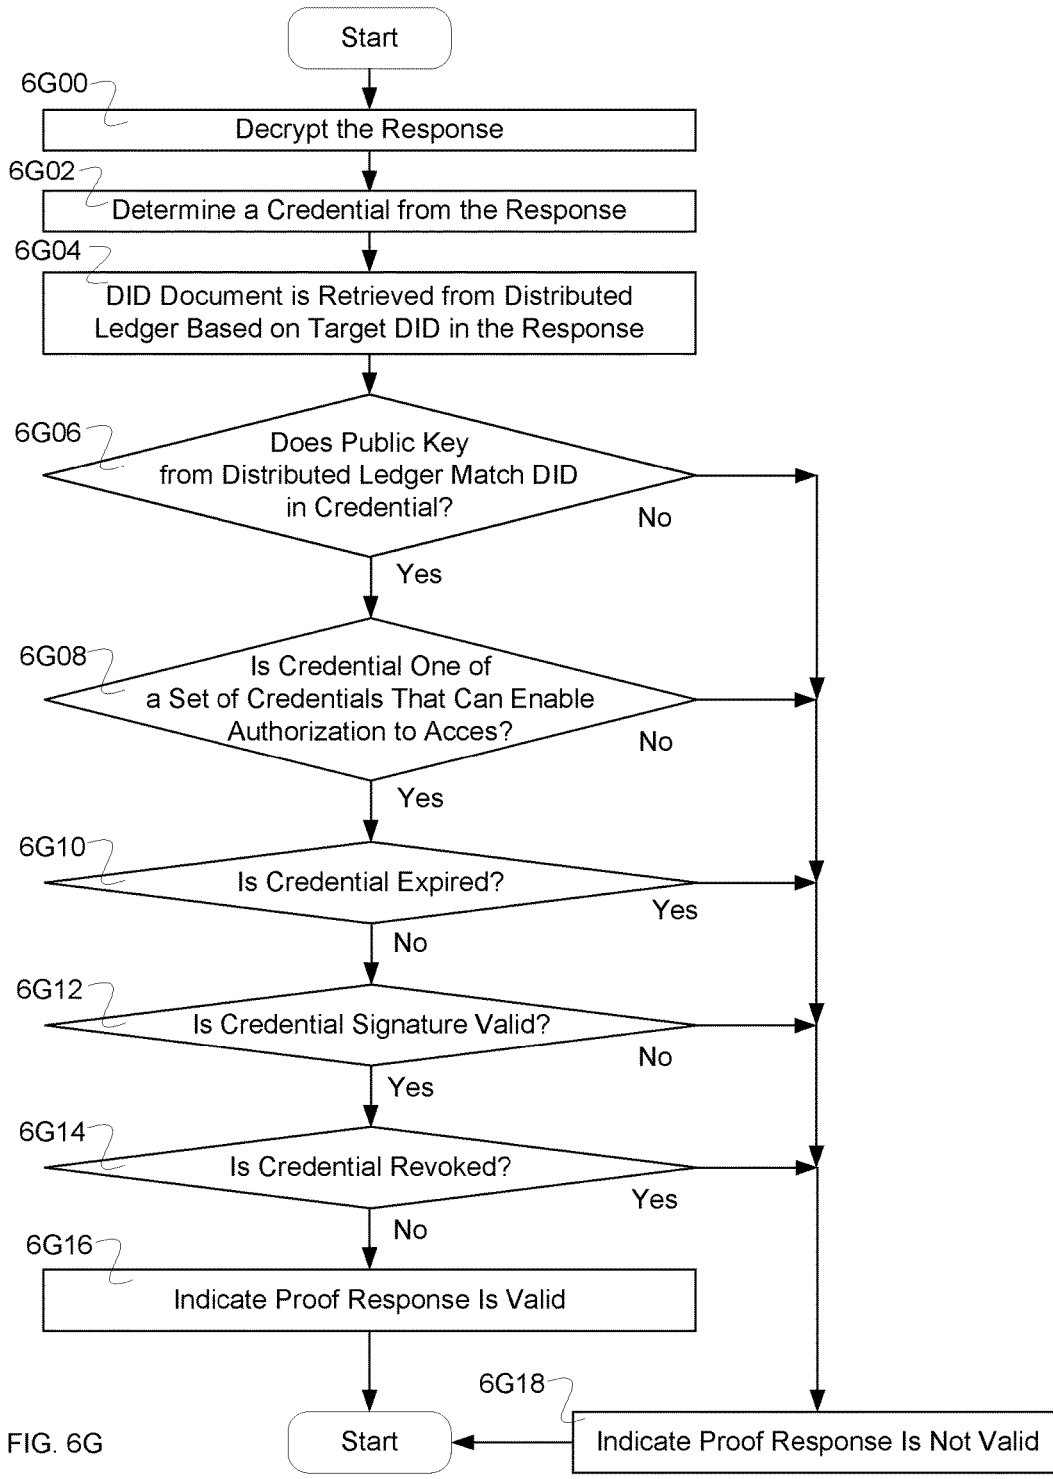 Start
6G00
Decrypt the Response
6G02
Determine a Credential from the Response
6G04
DID Document is Retrieved from Distributed
Ledger Based on Target DID in the Response
6G06
Does Public Key
from Distributed Ledger Match DID
in Credential?
No
Yes
6G08
Is Credential One of
a Set of Credentials That Can Enable
Authorization to Acces?
No
Yes
6G10
Is Credential Expired?
Yes
No
6G12
Is Credential Signature Valid?
No
Yes
6G14
Is Credential Revoked?
Yes
No
6G16
Indicate Proof Response Is Valid
6G18
FIG. 6G
Start
Indicate Proof Response Is Not Valid